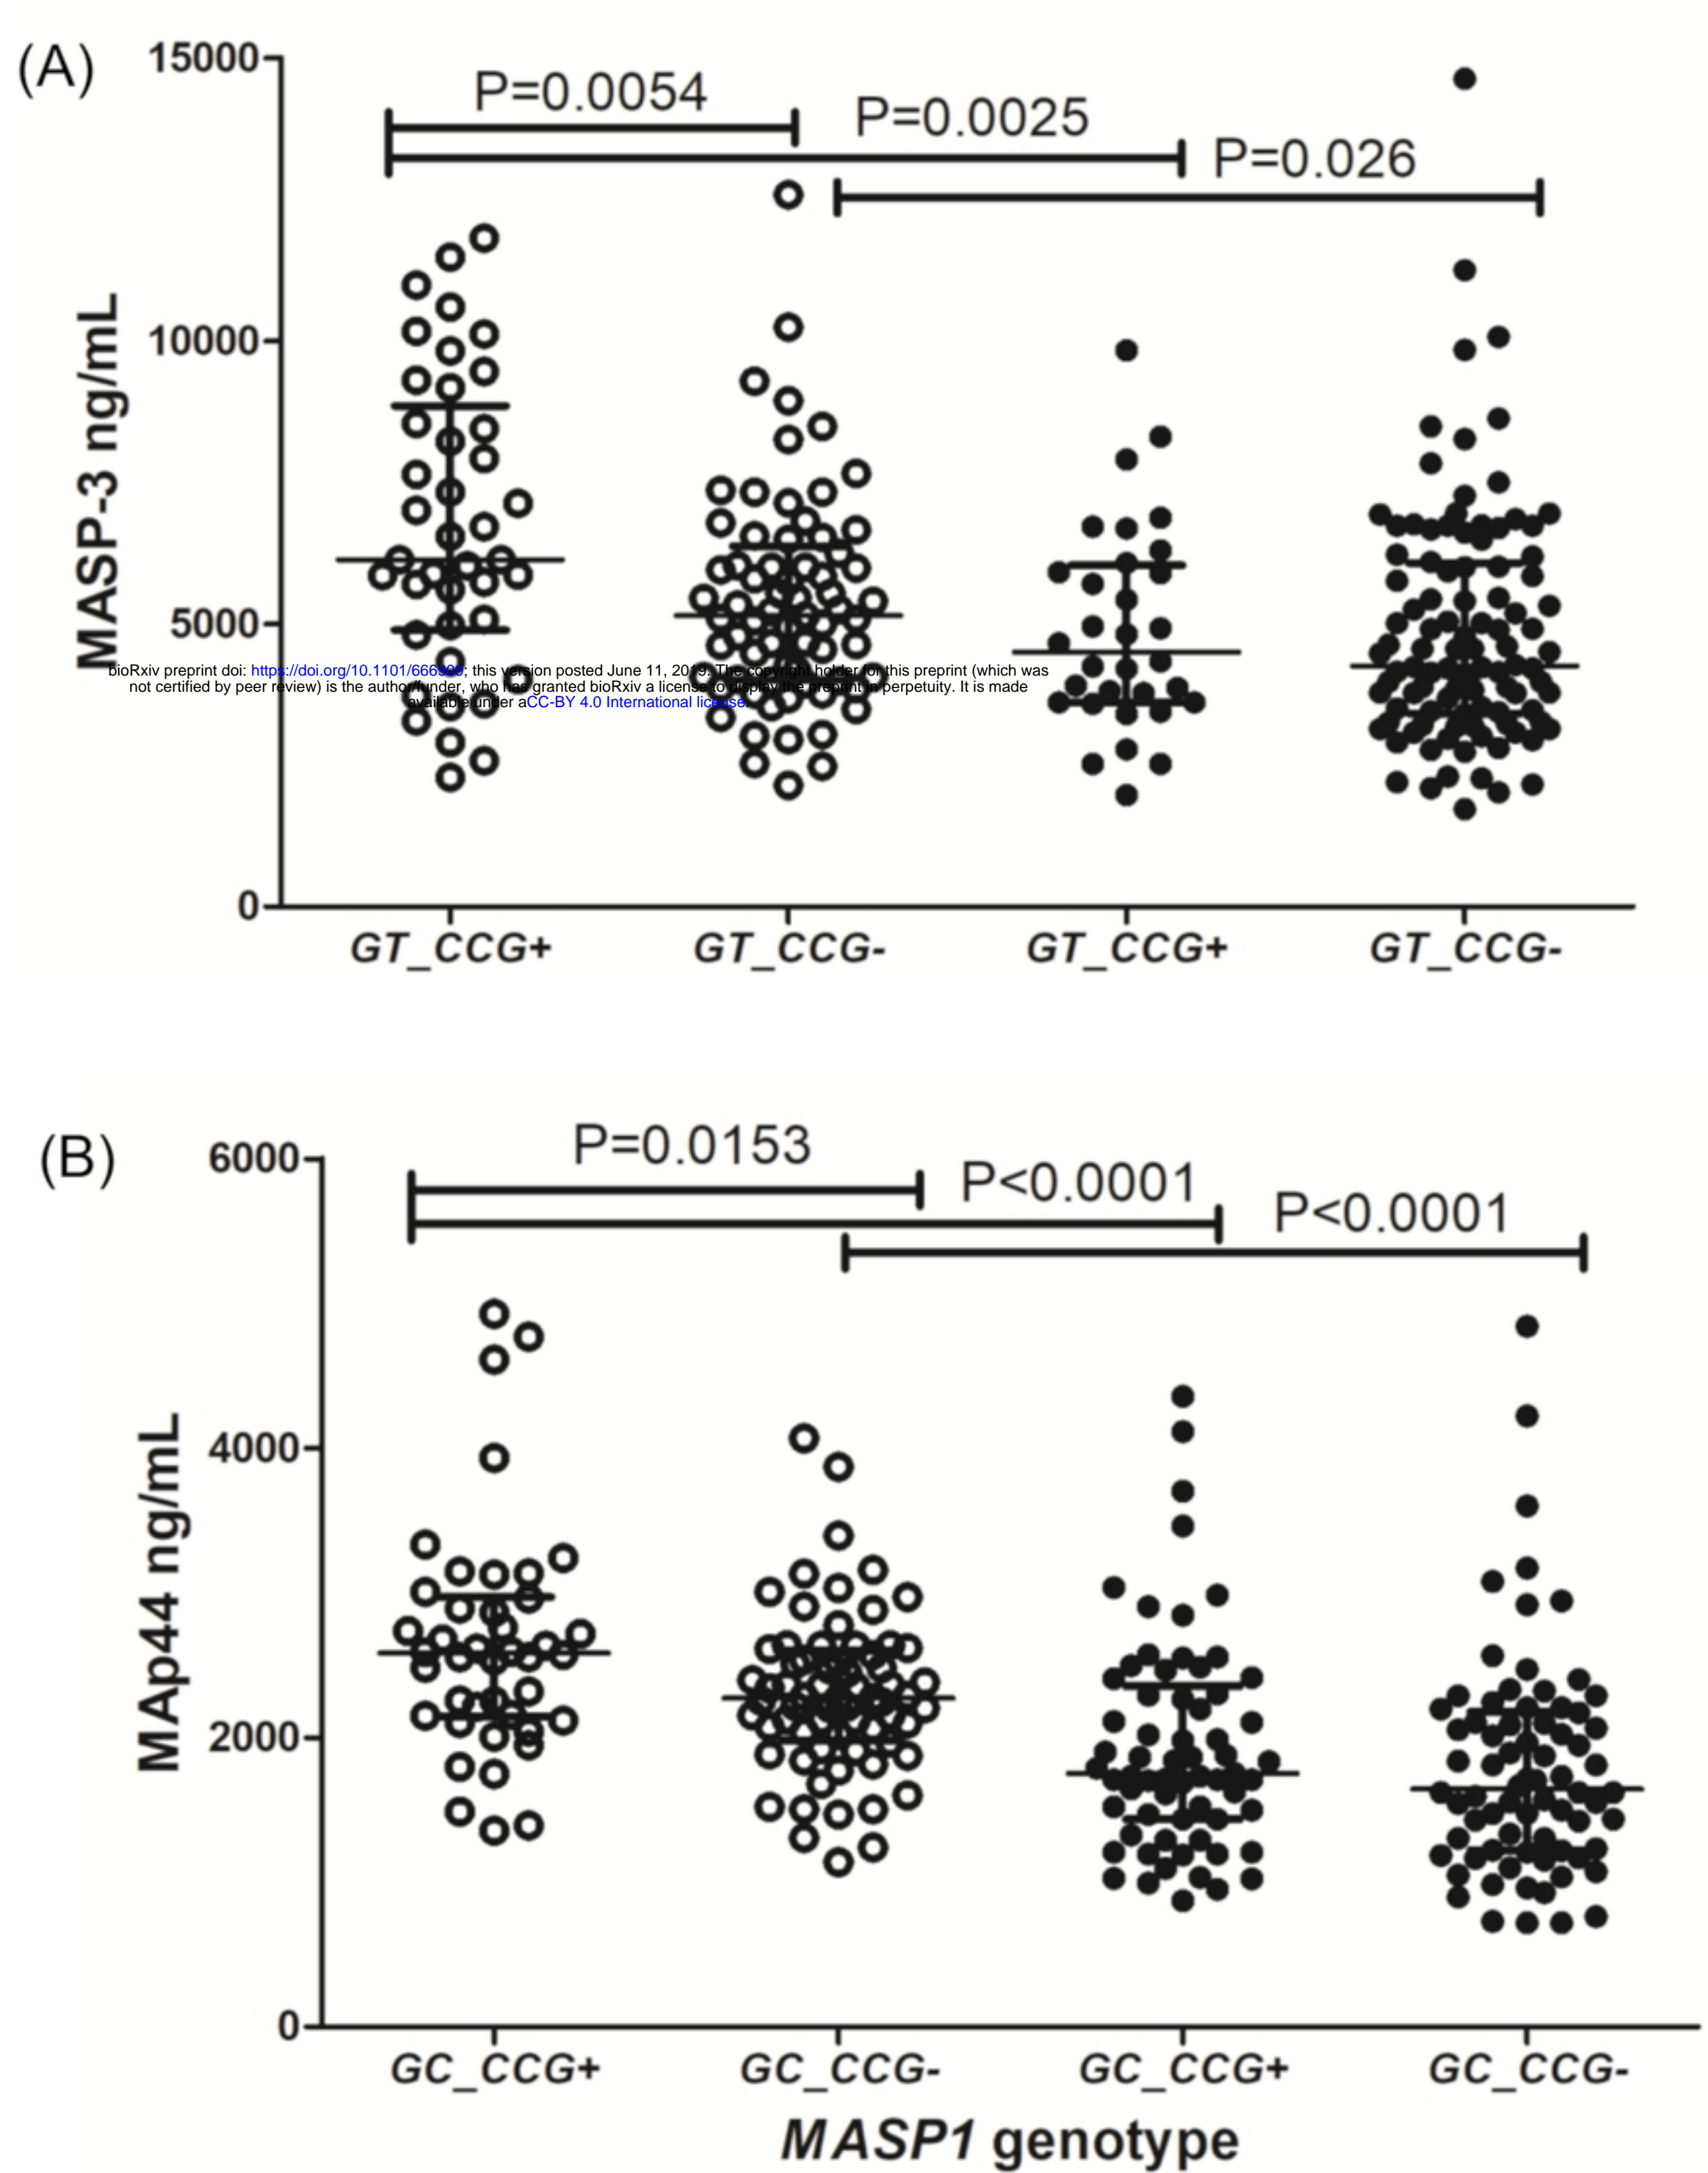 (A)
15000
P=0.0054
P=0.0025
P=0.026
10000
MASP-3 ng/mL
5000
bioRxiv preprint doi: https://doi.org/10.1101/666909; this version posted June 11, 2019. The copyright holder for this preprint (which was
not certified by peer review) is the author/funder, who has granted bioRxiv a license to display the preprint in perpetuity. It is made
available under aCC-BY 4.0 International license.
0
GT_CCG+ GT_CCG- GT_CCG+ GT_CCG-
(B)
6000
P=0.0153
P<0.0001
P<0.0001
4000
MAp44 ng/mL
2000
0
GC_CCG+ GC_CCG- GC_CCG+ GC_CCG-
MASP1 genotype